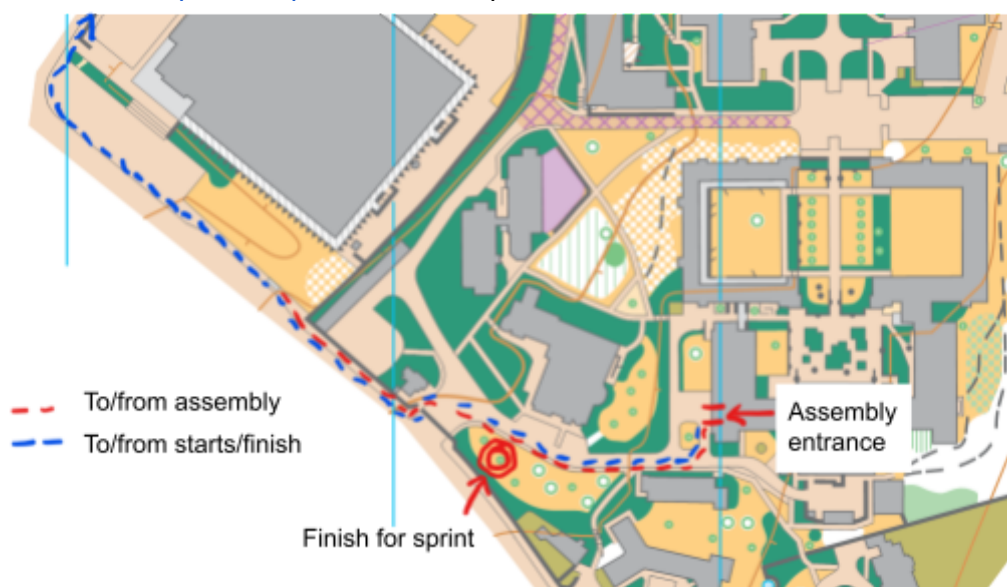 To/from assembly
To/from starts/finish
Assembly
entrance
Finish for sprint